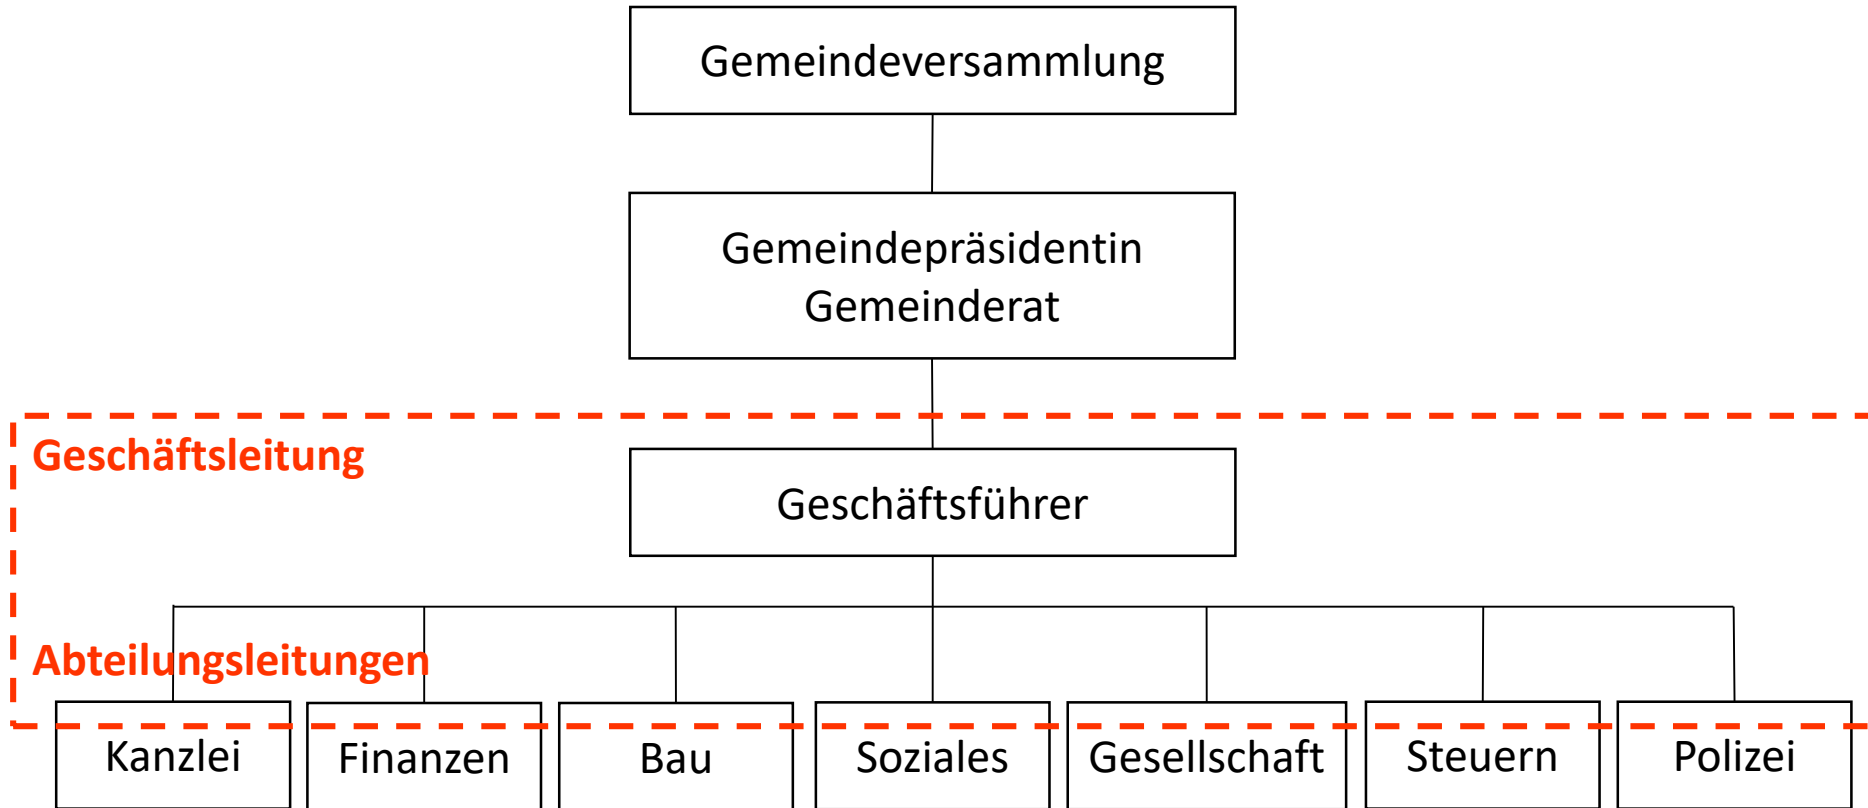 Gemeindeversammlung
Gemeindepräsidentin
Gemeinderat
Geschäftsleitung
Geschäftsführer
Abteilungsleitungen
Kanzlei
Finanzen
Bau
Soziales
Gesellschaft
Steuern
Polizei